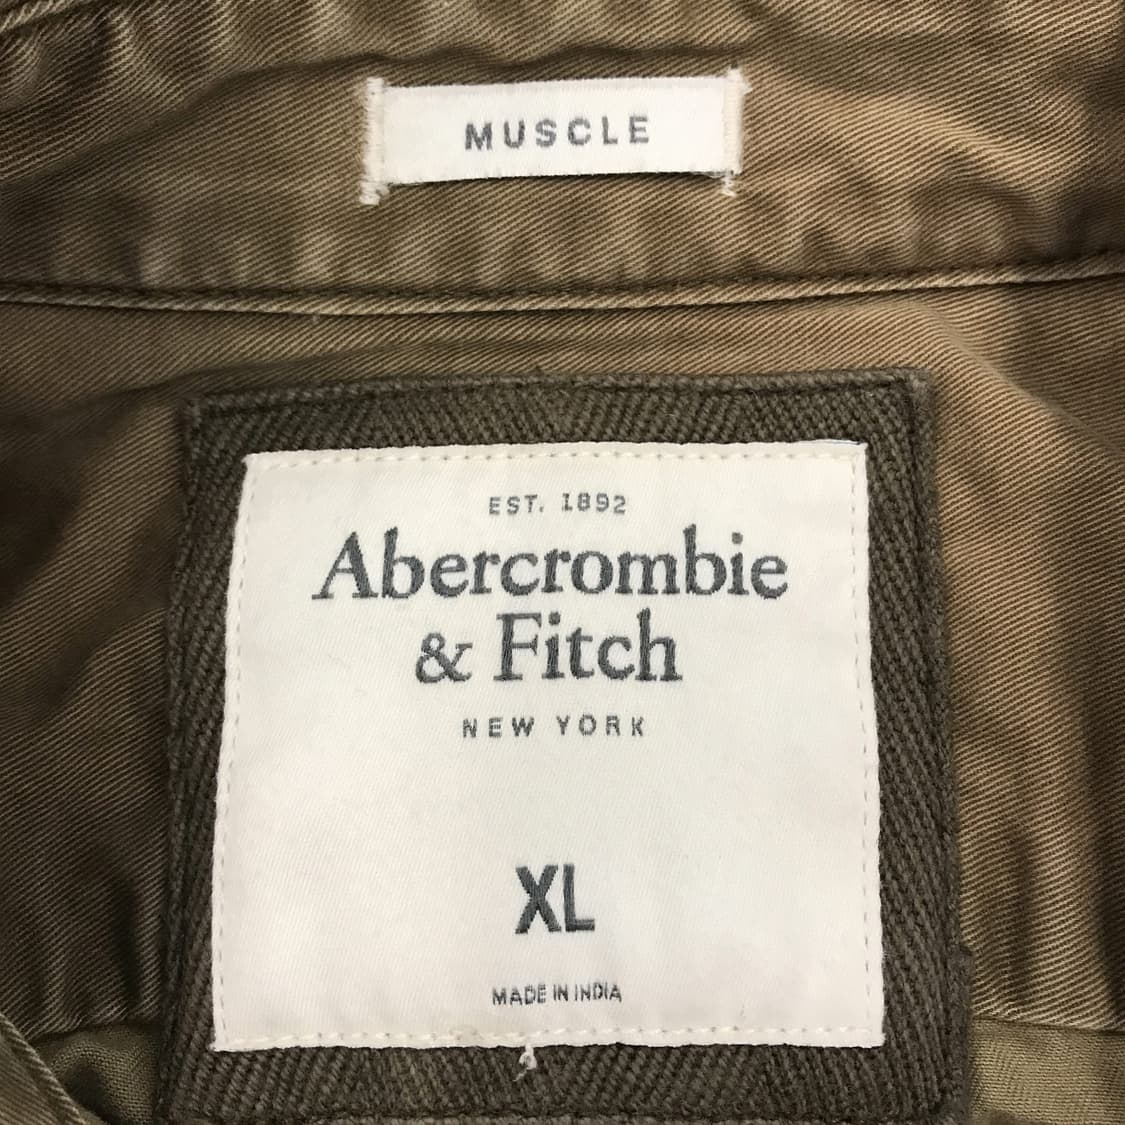 MUSCLE
EST. 1892
Abercrombie
& Fitch
NEW YORK
XL
MADE IN INDIA